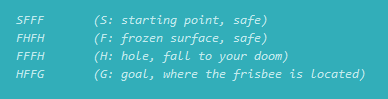 SFFF (S: starting point, safe)
FHFH (F: frozen surface, safe)
FFFH (H: hole, fall to your doom)
HFFG (G: goal, where the frisbee is located)